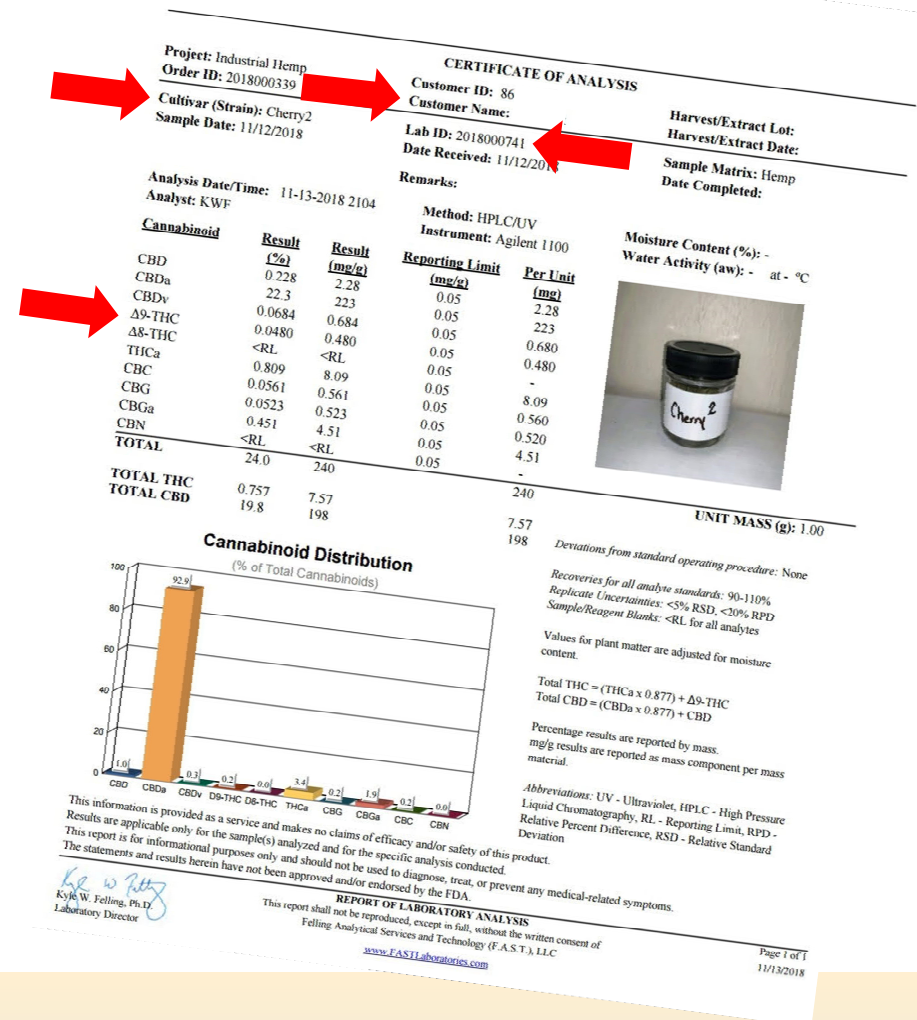 CERTIFICATE OF ANALYSIS
Project: Industrial Hemp
Order ID: 2018000339
Customer ID: 86
Customer Name:
Harvest/Extract Lot:
Harvest/Extract Date:
Cultivar (Strain): Cherry2
Sample Date: 11/12/2018
Lab ID: 2018000741
Date Received: 11/12/201
Sample Matrix: Hemp
Date Completed:
Remarks:
Analysis Date/Time: 11-13-2018 2104
Analyst: KWF
Method: HPLC/UV
Instrument: Agilent 1100
Moisture Content (%): -
Water Activity (aw): - at - °C
Cannabinoid Result (%) Result (mg/g) Reporting Limit (mg/g) Per Unit (mg)
CBD 0.228 2.28 0.05 2.28
CBDa 22.3 223 0.05 223
CBDv 0.0684 0.684 0.05 0.680
Δ9-THC 0.0480 0.480 0.05 0.480
Δ8-THC <RL <RL 0.05 -
THCa 0.809 8.09 0.05 8.09
CBC 0.0561 0.561 0.05 0.560
CBG 0.0523 0.523 0.05 0.520
CBGa 0.451 4.51 0.05 4.51
CBN <RL <RL 0.05 -
TOTAL 24.0 240 240
TOTAL THC 0.757 7.57 7.57
TOTAL CBD 19.8 198 198
Cherry 2
UNIT MASS (g): 1.00
Cannabinoid Distribution
(% of Total Cannabinoids)
100
80
60
40
20
0
1.0 92.9 0.3 0.2 0.0 3.4 0.2 1.9 0.2 0.0
CBD CBDa CBDv D9-THC D8-THC THCa CBG CBGa CBC CBN
Deviations from standard operating procedure: None
Recoveries for all analyte standards: 90-110%
Replicate Uncertainties: <5% RSD, <20% RPD
Sample/Reagent Blanks: <RL for all analytes
Values for plant matter are adjusted for moisture
content.
Total THC = (THCa x 0.877) + Δ9-THC
Total CBD = (CBDa x 0.877) + CBD
Percentage results are reported by mass.
mg/g results are reported as mass component per mass
material.
Abbreviations: UV - Ultraviolet, HPLC - High Pressure
Liquid Chromatography, RL - Reporting Limit, RPD -
Relative Percent Difference, RSD - Relative Standard
Deviation
This information is provided as a service and makes no claims of efficacy and/or safety of this product.
Results are applicable only for the sample(s) analyzed and for the specific analysis conducted.
This report is for informational purposes only and should not be used to diagnose, treat, or prevent any medical-related symptoms.
The statements and results herein have not been approved and/or endorsed by the FDA.
Kyle W. Felling, Ph.D.
Laboratory Director
REPORT OF LABORATORY ANALYSIS
This report shall not be reproduced, except in full, without the written consent of
Felling Analytical Services and Technology (F.A.S.T.), LLC
www.FASTLaboratories.com
Page 1 of 1
11/13/2018